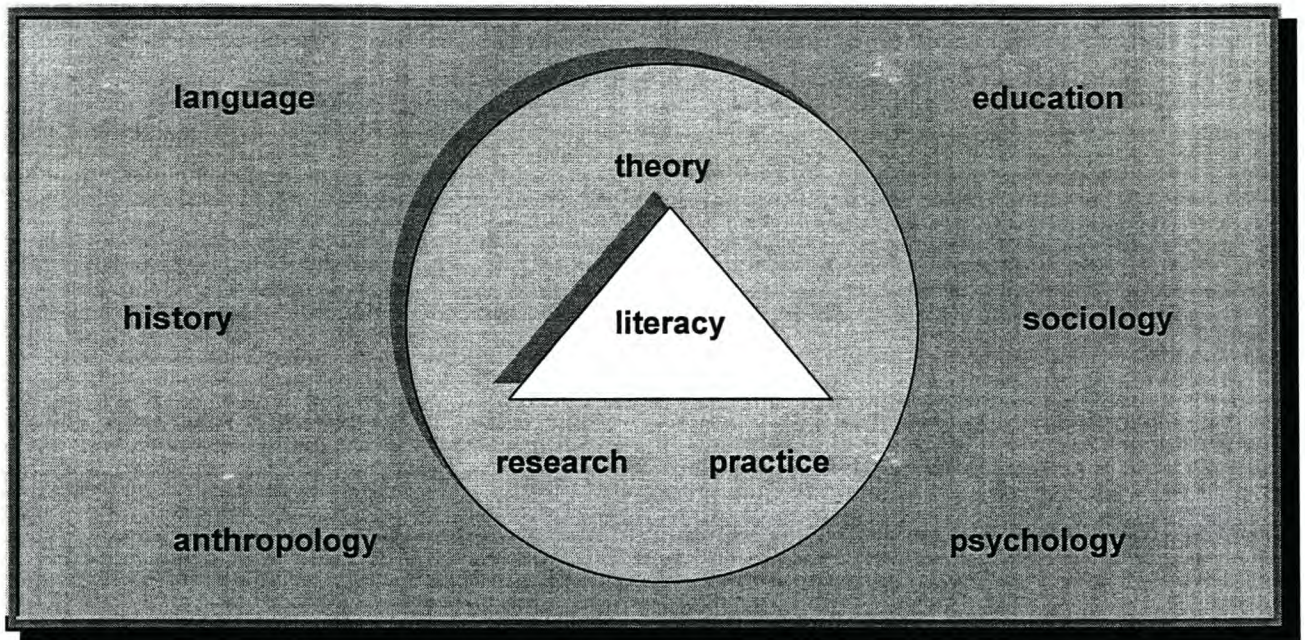 language
education
theory
history
literacy
sociology
research
practice
anthropology
psychology